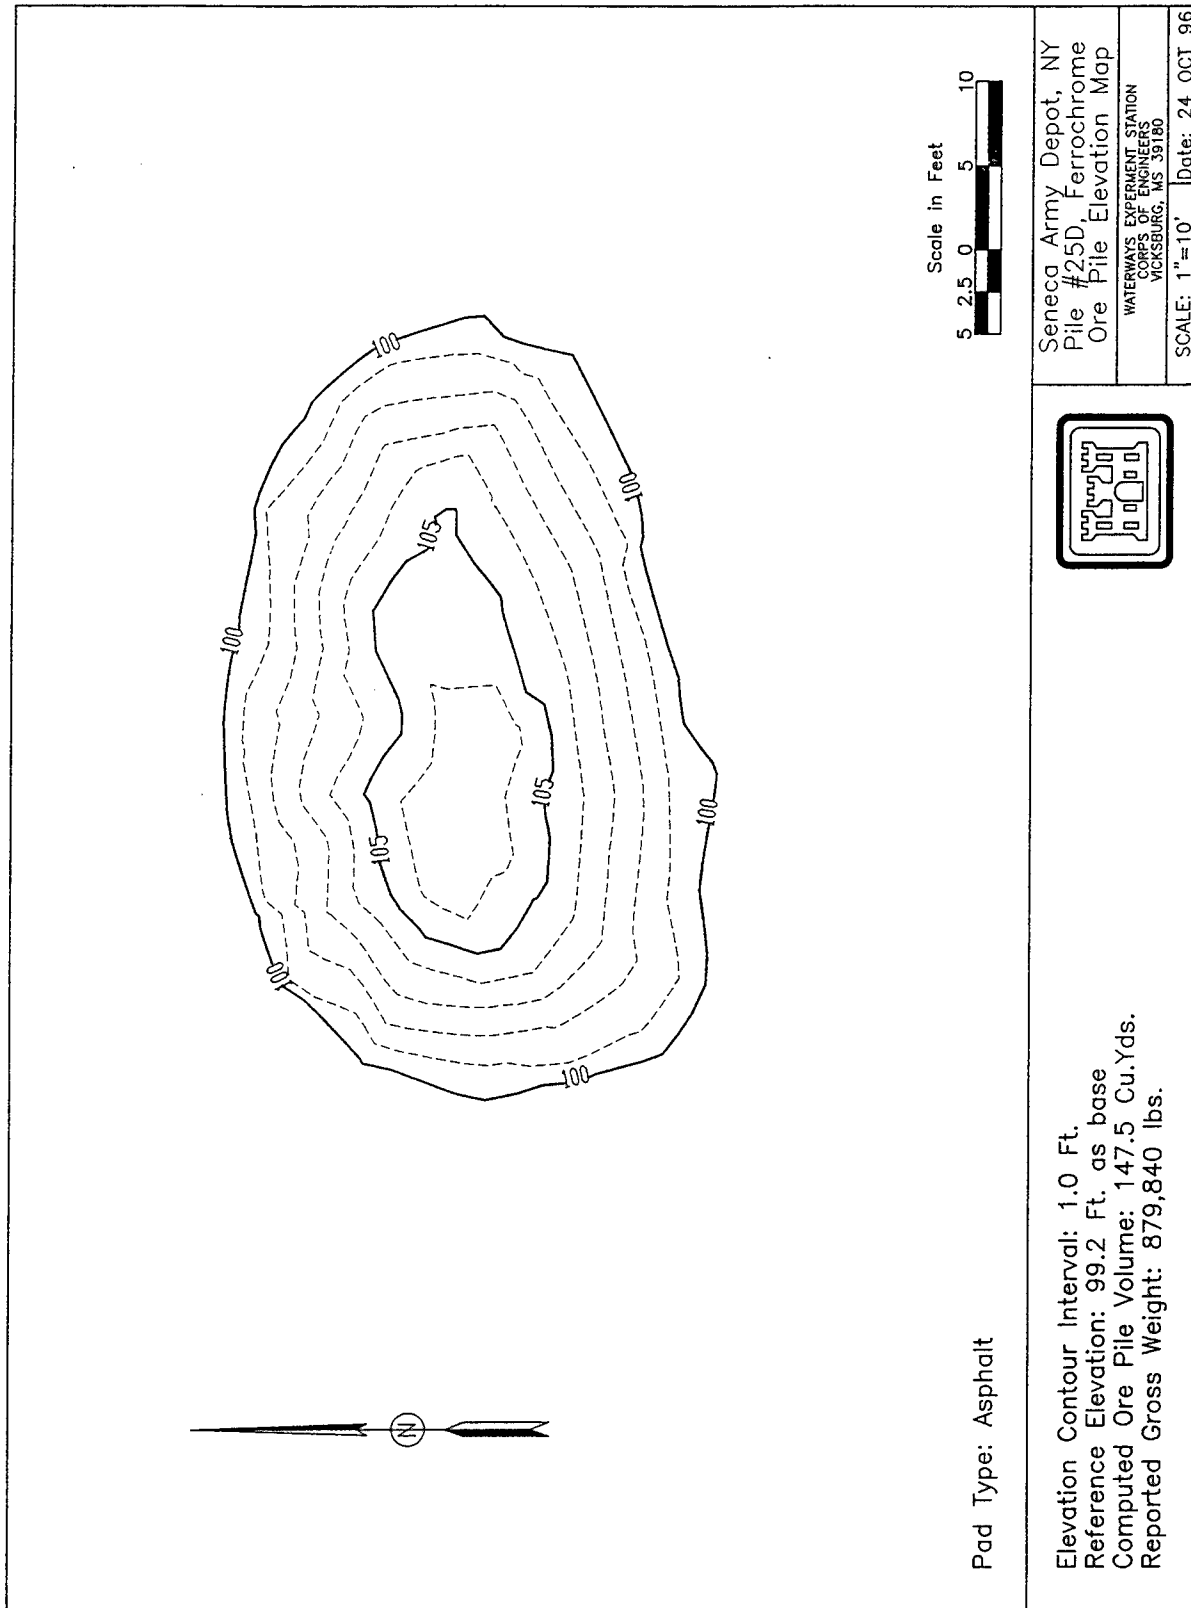 100
100
100
100
100
100
105
105
105
N
Pad Type: Asphalt
Scale in Feet
5 2.5 0 5 10
Elevation Contour Interval: 1.0 Ft.
Reference Elevation: 99.2 Ft. as base
Computed Ore Pile Volume: 147.5 Cu.Yds.
Reported Gross Weight: 879,840 lbs.
Seneca Army Depot, NY
Pile #25D, Ferrochrome
Ore Pile Elevation Map
WATERWAYS EXPERMENT STATION
CORPS OF ENGINEERS
VICKSBURG, MS 39180
SCALE: 1"=10'
Date: 24 OCT 96